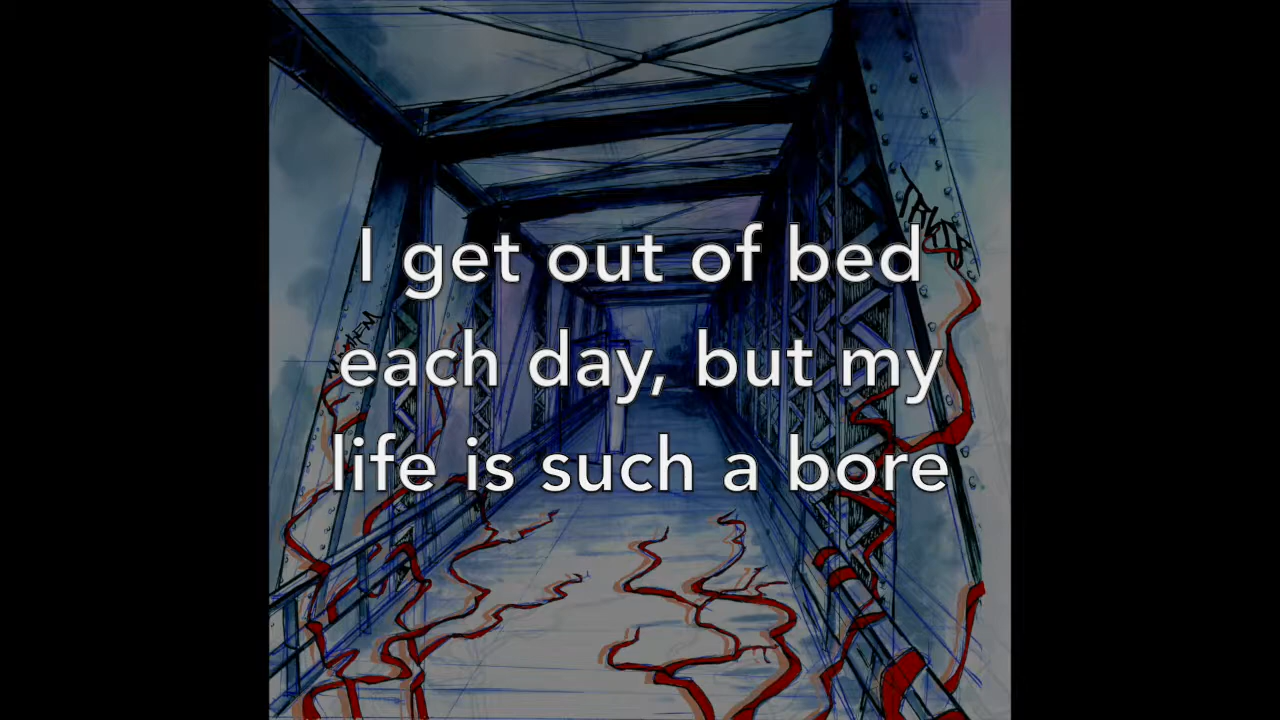 I get out of bed
each day, but my
life is such a bore